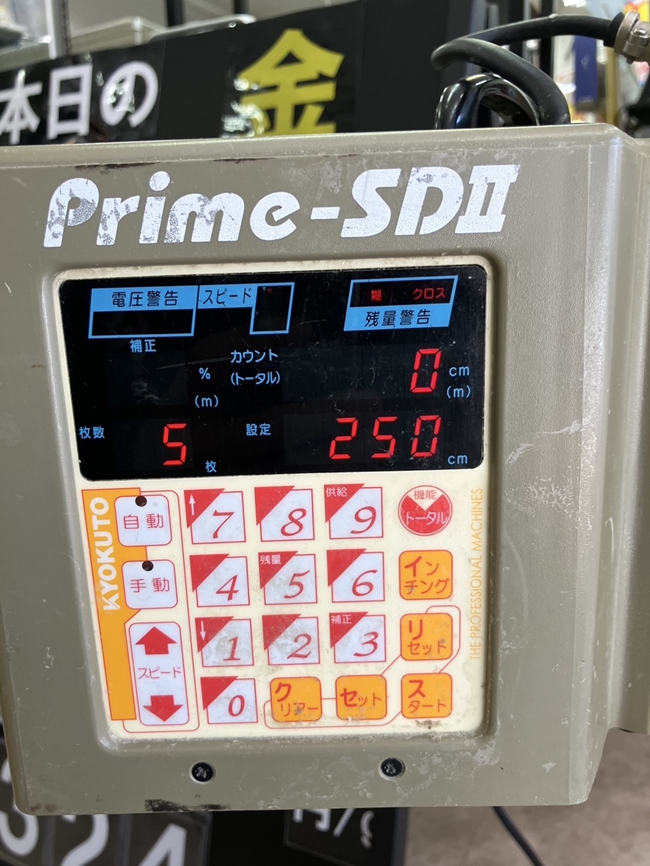 本日の
金
Prime-SDII
電圧警告 スピード 糊 クロス
残量警告
補正 カウント
% (トータル) 0 cm
(m) (m)
枚数 5 枚 設定 250 cm
KYOKUTO
自動 ↑7 8 供給 9 機能 トータル
手動 4 残量 5 6 インチング
スピード ↓1 2 補正 3 リセット
0 クリアー セット スタート
THE PROFESSIONAL MACHINES